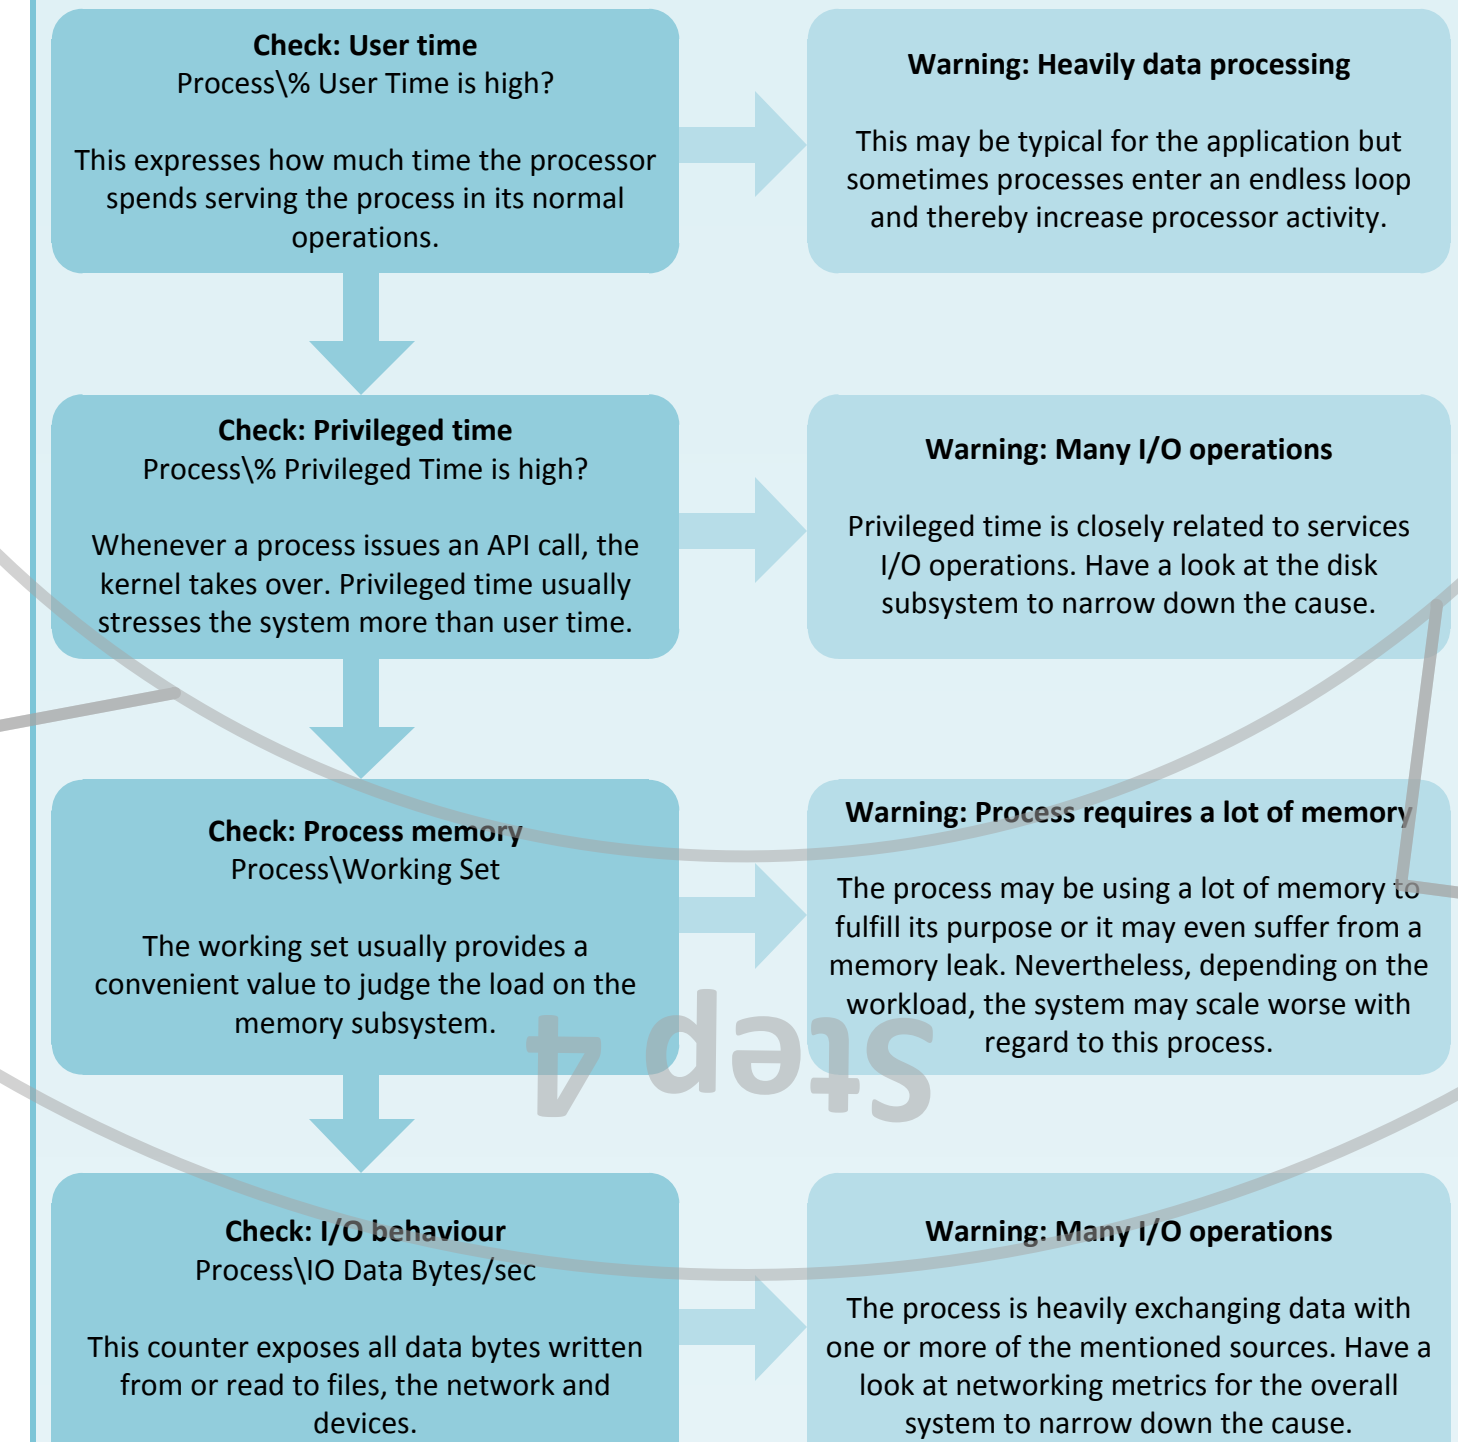 Check: User time
Process\% User Time is high?
This expresses how much time the processor
spends serving the process in its normal
operations.
Warning: Heavily data processing
This may be typical for the application but
sometimes processes enter an endless loop
and thereby increase processor activity.
Check: Privileged time
Process\% Privileged Time is high?
Whenever a process issues an API call, the
kernel takes over. Privileged time usually
stresses the system more than user time.
Warning: Many I/O operations
Privileged time is closely related to services
I/O operations. Have a look at the disk
subsystem to narrow down the cause.
Check: Process memory
Process\Working Set
The working set usually provides a
convenient value to judge the load on the
memory subsystem.
Warning: Process requires a lot of memory
The process may be using a lot of memory to
fulfill its purpose or it may even suffer from a
memory leak. Nevertheless, depending on the
workload, the system may scale worse with
regard to this process.
Step 4
Check: I/O behaviour
Process\IO Data Bytes/sec
This counter exposes all data bytes written
from or read to files, the network and
devices.
Warning: Many I/O operations
The process is heavily exchanging data with
one or more of the mentioned sources. Have a
look at networking metrics for the overall
system to narrow down the cause.